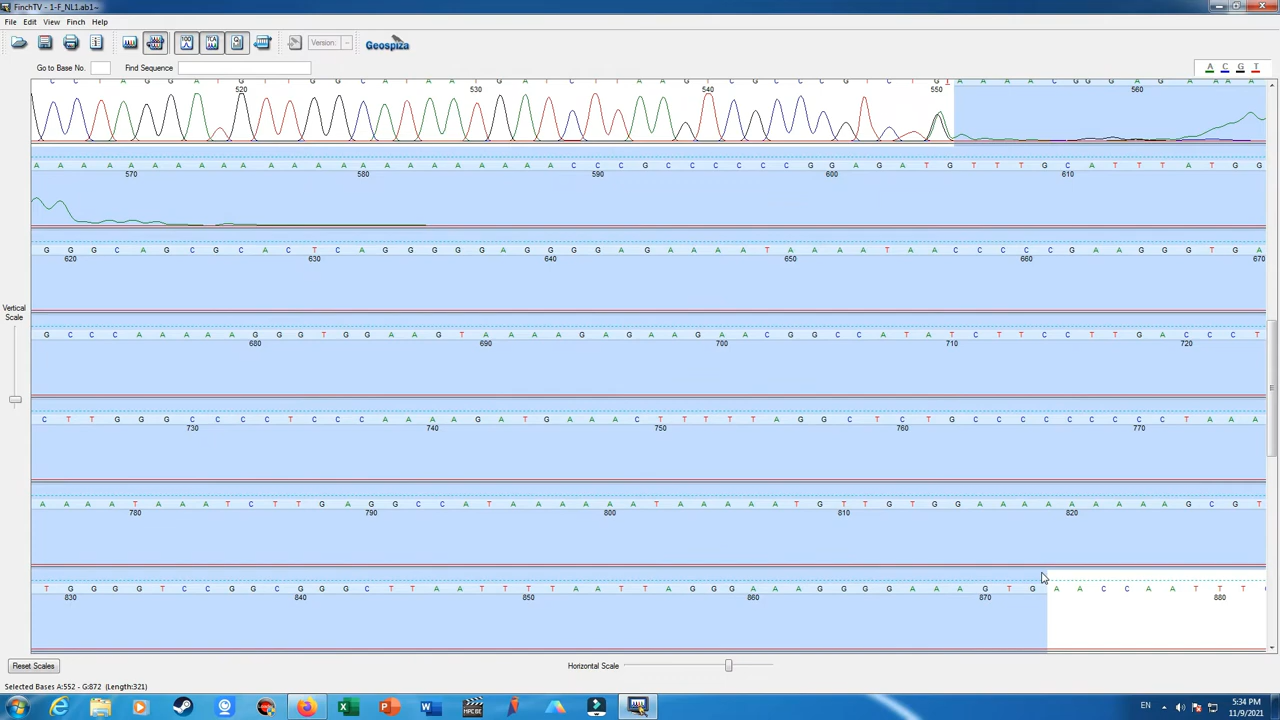 FinchTV - 1-F_NL1.ab1~
File Edit View Finch Help
Version: Geospiza
Go to Base No. Find Sequence A C G T
520 530 540 550 560
A A A A A A A A A A A A A A A A A A A A A A A C C C G C C C C C C G G A G A T G T T T G C A T T T A T G G
570 580 590 600 610
G G G C A G C G C A C T C A G G G G G A G G G G A G A A A A T A A A A T A A C C C C C G A A G G G T G A
620 630 640 650 660 670
Vertical
Scale
G C C C A A A A A G G G T G G A A G T A A A A G A G A A G A A C G G C C A T A T C T T C C T T G A C C T
680 690 700 710 720
C T T G G G C C C C T C C C A A A A G A T G A A A C T T T T T A G G C T C T G C C C C C C C C T A A A
730 740 750 760 770
A A A A T A A A T C T T G A G G C C A T A A A A A A T A A A A A T G T T G T G G A A A A A A A A A G C G T
780 790 800 810 820
T G G G G T C C G G C G G G C T T A A T T T T A A T T A G G G A A G G G G A A A G T G A A C C A A T T T
830 840 850 860 870 880
Reset Scales Horizontal Scale
Selected Bases A:552 - G:872 (Length:321)
EN 5:34 PM
11/9/2021